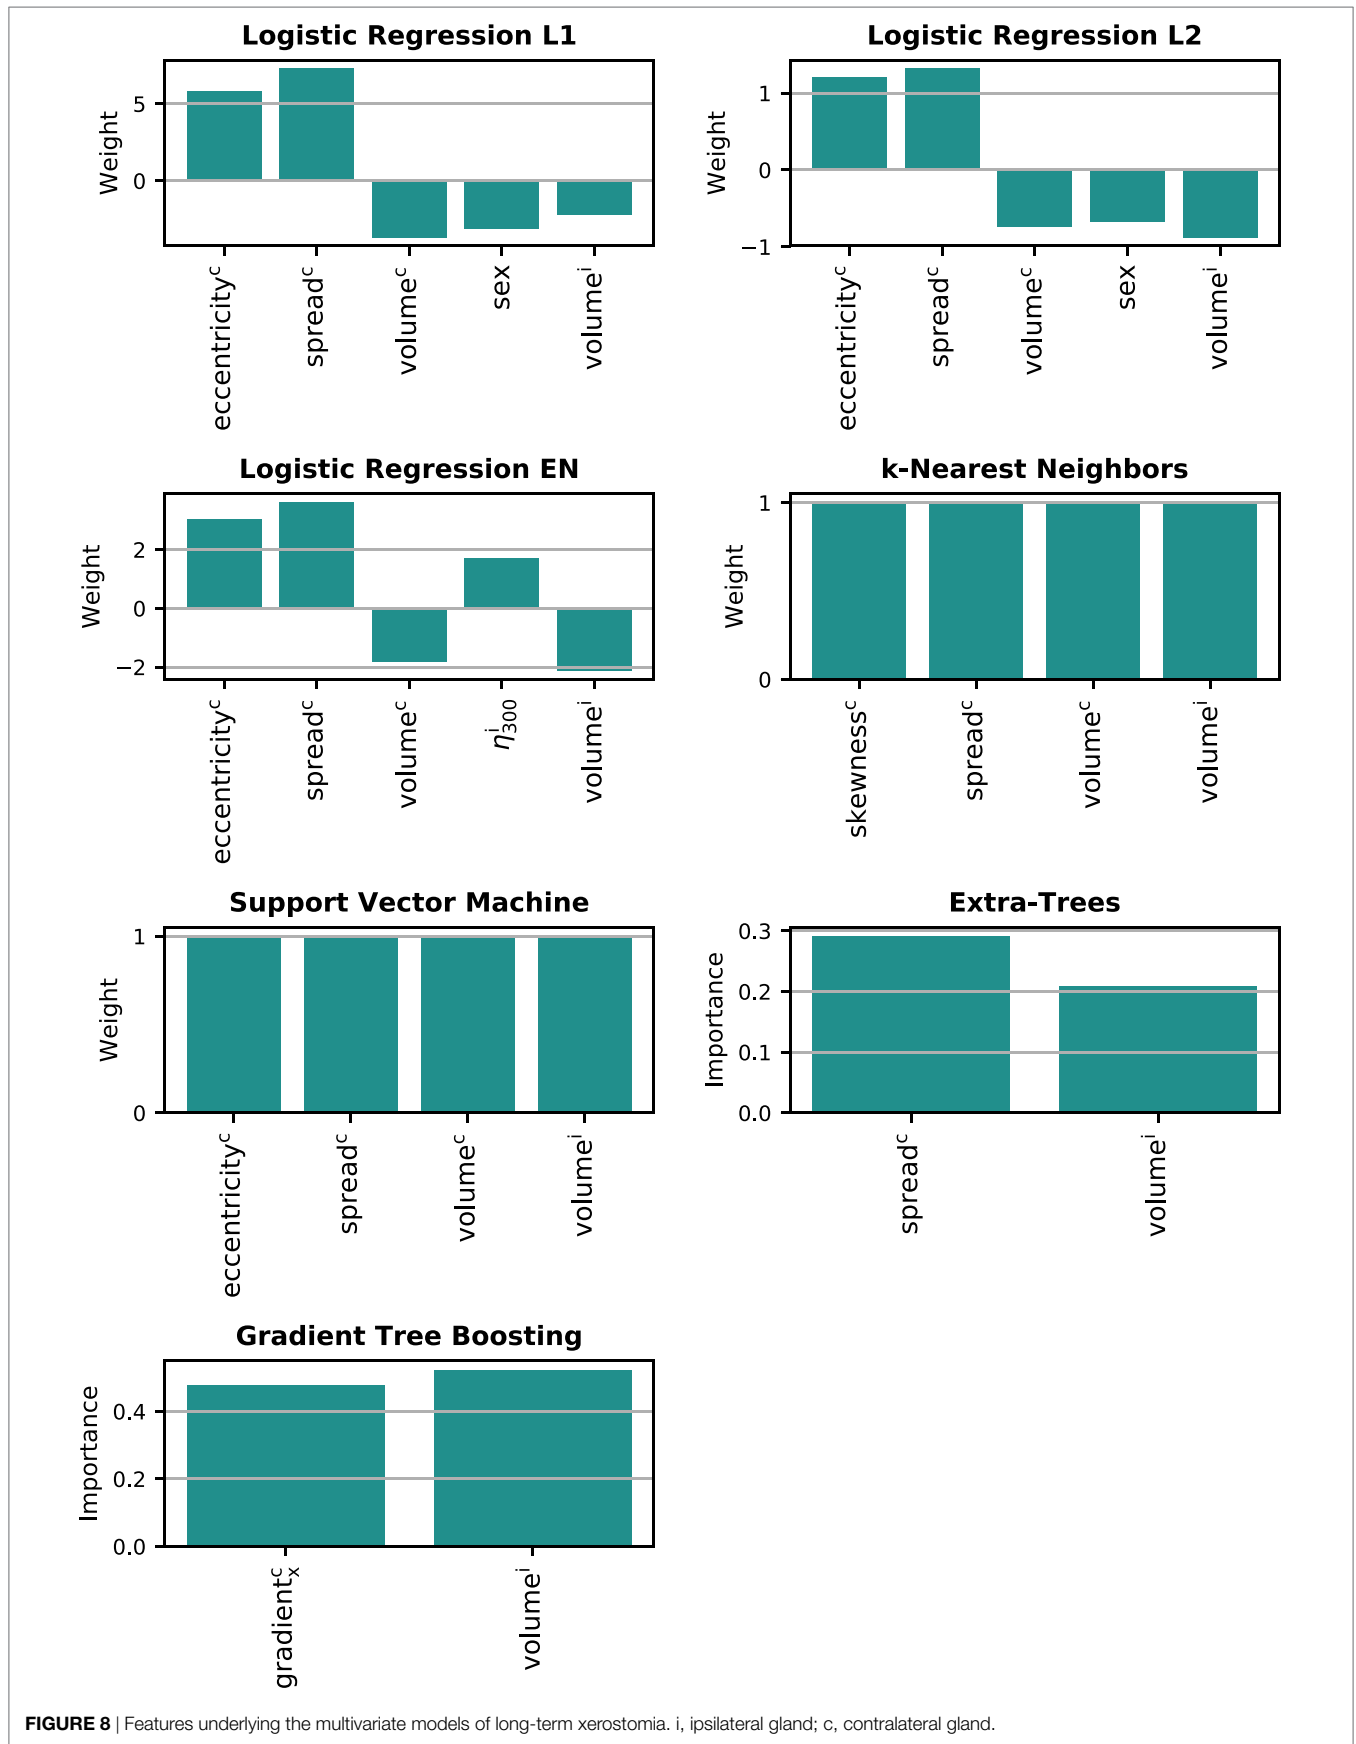 Logistic Regression L1
Weight
5
0
eccentricity^c
spread^c
volume^c
sex
volume^i
Logistic Regression L2
Weight
1
0
−1
eccentricity^c
spread^c
volume^c
sex
volume^i
Logistic Regression EN
Weight
2
0
−2
eccentricity^c
spread^c
volume^c
η^i_300
volume^i
k-Nearest Neighbors
Weight
1
0
skewness^c
spread^c
volume^c
volume^i
Support Vector Machine
Weight
1
0
eccentricity^c
spread^c
volume^c
volume^i
Extra-Trees
Importance
0.3
0.2
0.1
0.0
spread^c
volume^i
Gradient Tree Boosting
Importance
0.4
0.2
0.0
gradient^c_x
volume^i
FIGURE 8 | Features underlying the multivariate models of long-term xerostomia. i, ipsilateral gland; c, contralateral gland.